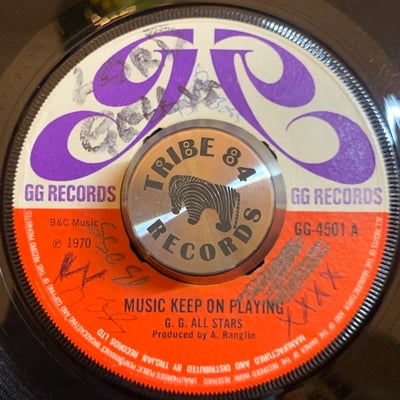 TRIBE 84
RECORDS
GG RECORDS
GG RECORDS
B&C Music
℗ 1970
GG-4501 A
XXXX
MUSIC KEEP ON PLAYING
G. G. ALL STARS
Produced by A. Ranglin
MANUFACTURED AND DISTRIBUTED BY TROJAN RECORDS LTD